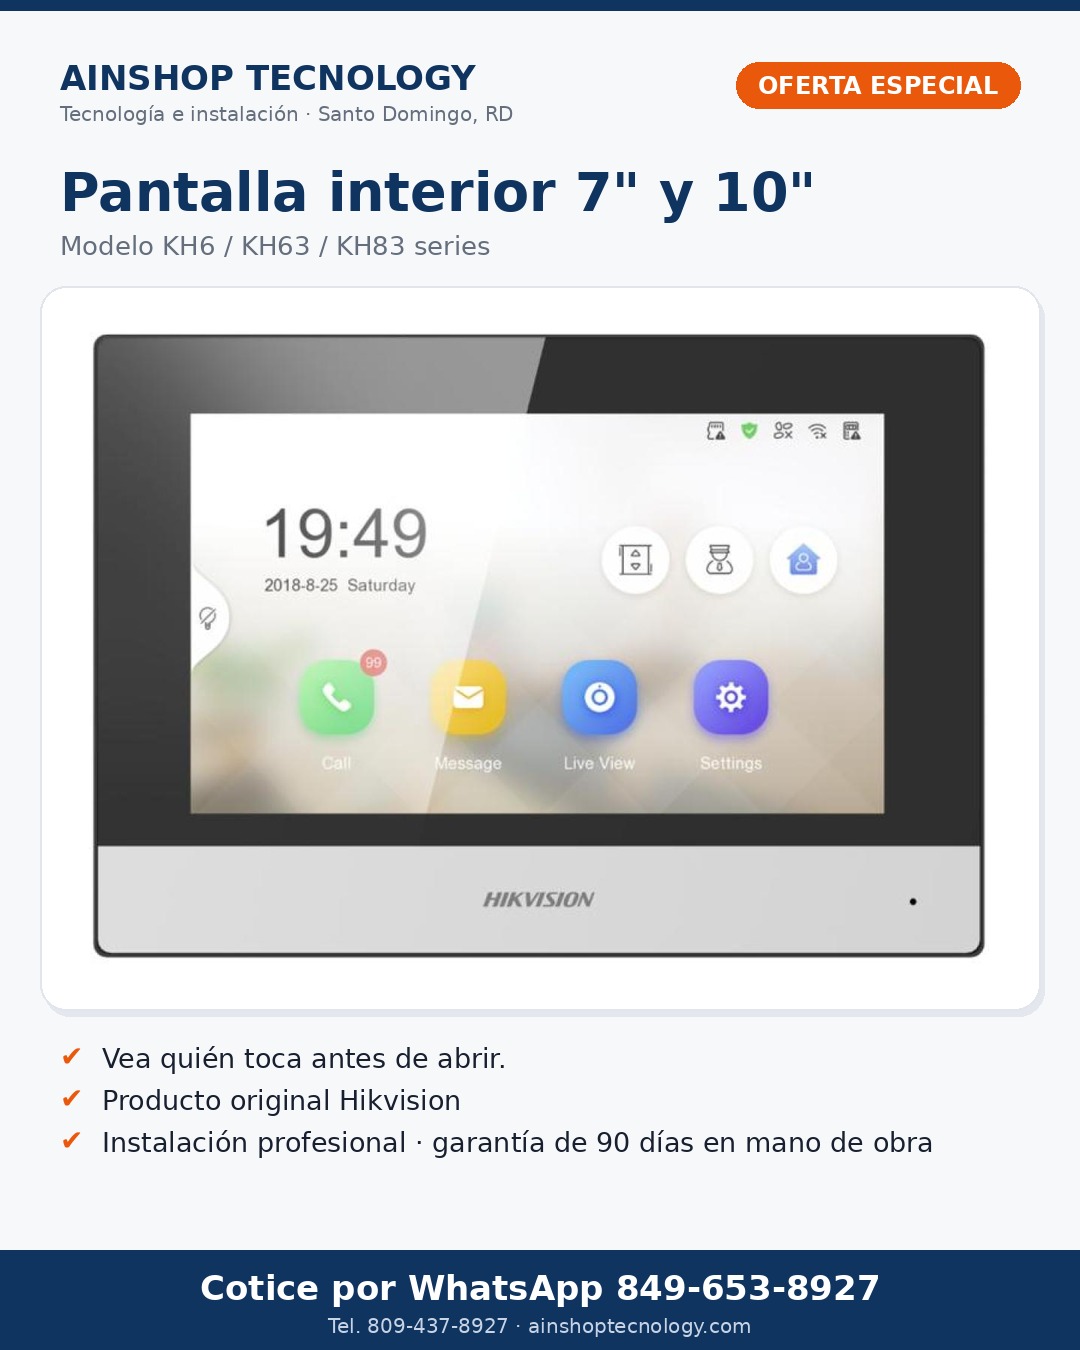 AINSHOP TECNOLOGY
OFERTA ESPECIAL
Tecnología e instalación · Santo Domingo, RD
Pantalla interior 7" y 10"
Modelo KH6 / KH63 / KH83 series
19:49
2018-8-25 Saturday
99
Call
Message
Live View
Settings
HIKVISION
✔ Vea quién toca antes de abrir.
✔ Producto original Hikvision
✔ Instalación profesional · garantía de 90 días en mano de obra
Cotice por WhatsApp 849-653-8927
Tel. 809-437-8927 · ainshoptecnology.com